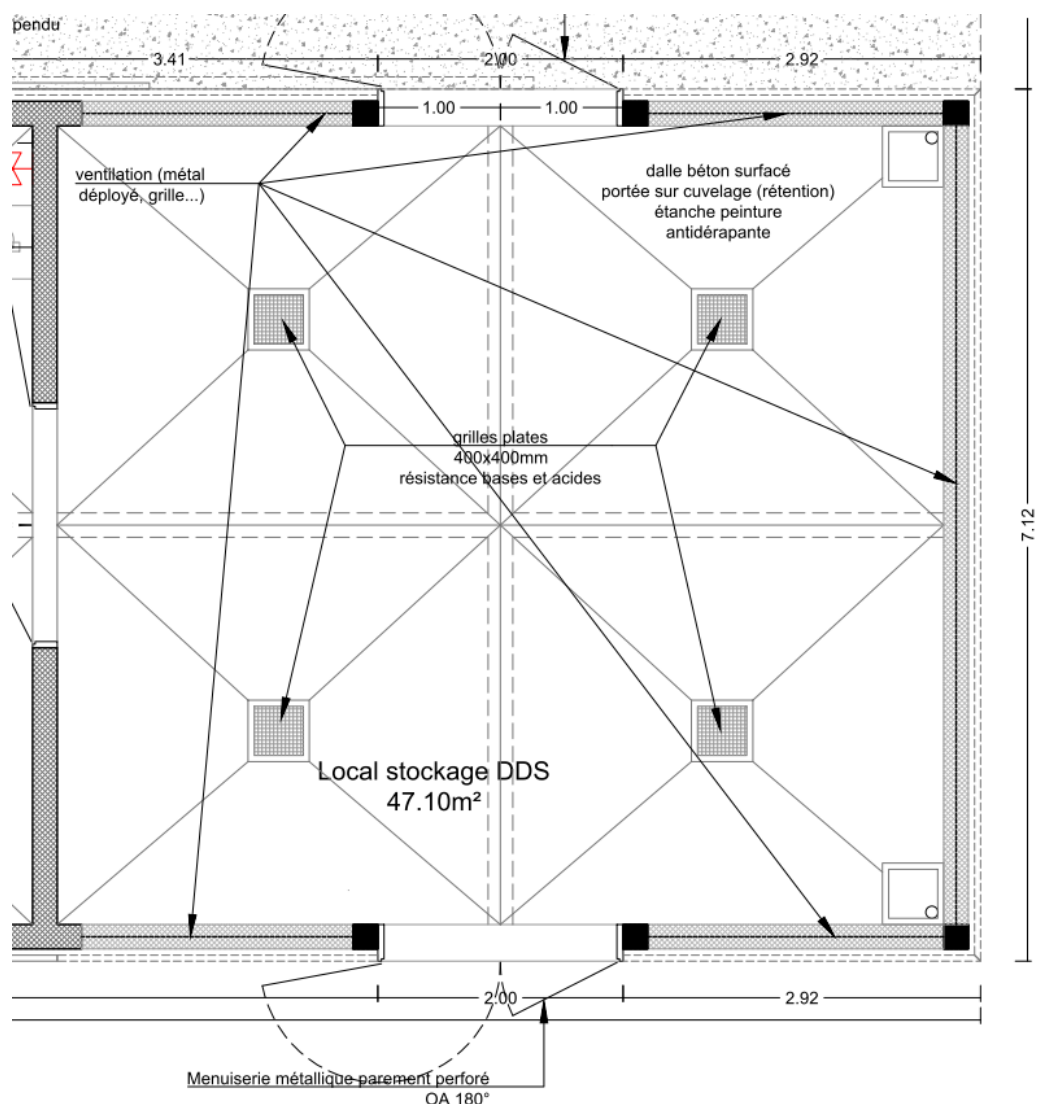 pendu
3.41
2.00
2.92
1.00
1.00
ventilation (métal
déployé, grille...)
dalle béton surfacé
portée sur cuvelage (rétention)
étanche peinture
antidérapante
grilles plates
400x400mm
résistance bases et acides
7.12
Local stockage DDS
47.10m²
2.00
2.92
Menuiserie métallique parement perforé
OA 180°